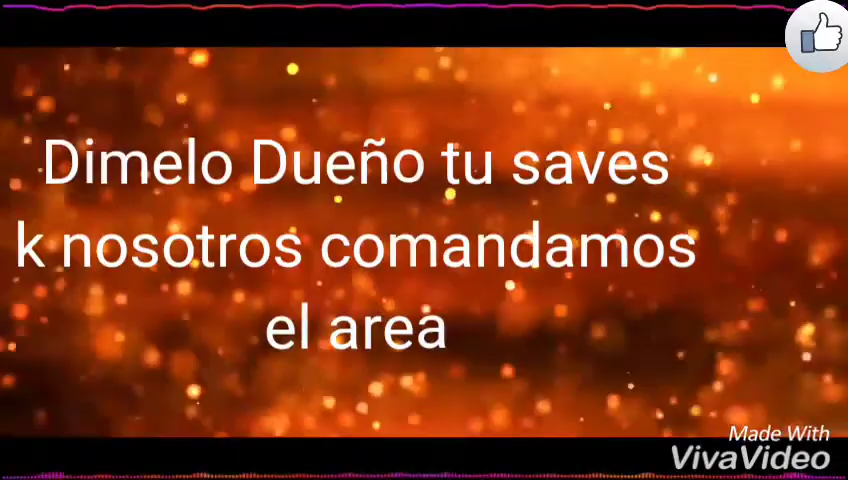 Dimelo Dueño tu saves
k nosotros comandamos
el area
Made With
VivaVideo